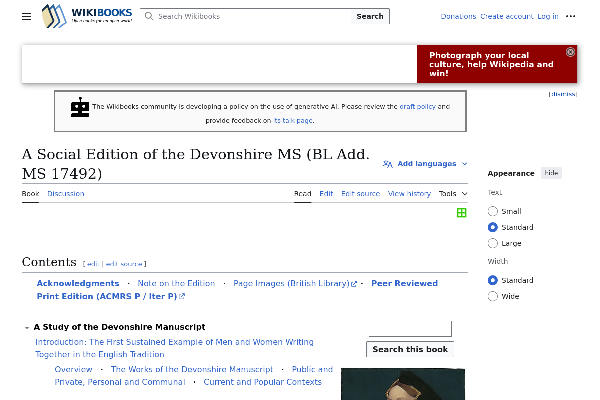 WIKIBOOKS
Open books for an open world
Search Wikibooks
Search
Donations Create account Log in
Photograph your local
culture, help Wikipedia and
win!
[dismiss]
The Wikibooks community is developing a policy on the use of generative AI. Please review the draft policy and
provide feedback on its talk page.
A Social Edition of the Devonshire MS (BL Add.
MS 17492)
Add languages
Book Discussion Read Edit Edit source View history Tools
Appearance hide
Text
Small
Standard
Large
Width
Standard
Wide
Contents [ edit | edit source ]
Acknowledgments · Note on the Edition · Page Images (British Library) · Peer Reviewed
Print Edition (ACMRS P / Iter P)
A Study of the Devonshire Manuscript
Search this book
Introduction: The First Sustained Example of Men and Women Writing
Together in the English Tradition
Overview · The Works of the Devonshire Manuscript · Public and
Private, Personal and Communal · Current and Popular Contexts